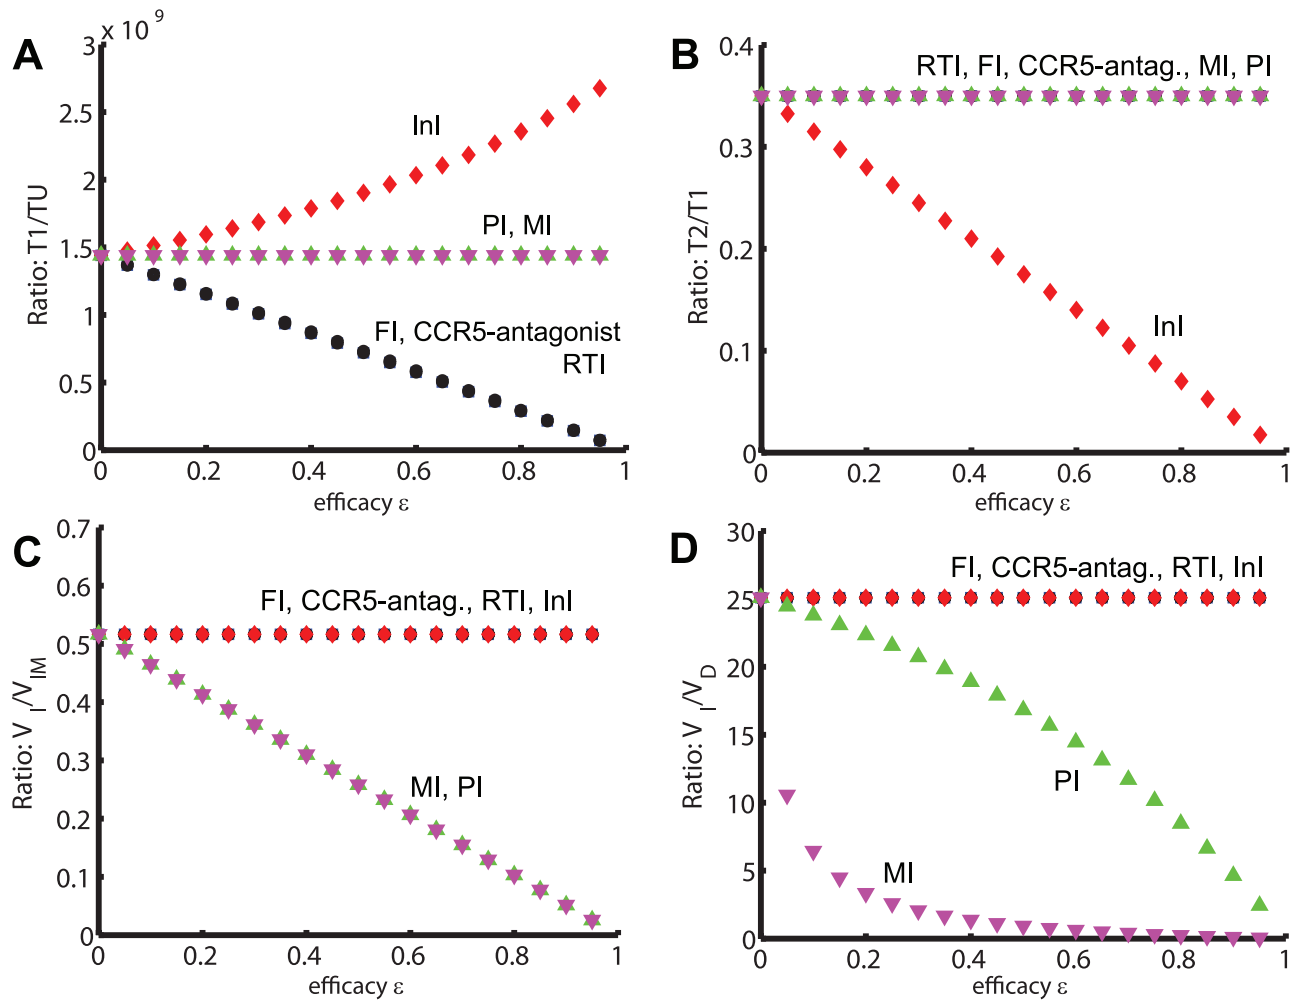 A
x 10 9
3
2.5
2
1.5
1
0.5
0
Ratio: T1/TU
InI
PI, MI
FI, CCR5-antagonist
RTI
0 0.2 0.4 0.6 0.8 1
efficacy ε
B
0.4
0.3
0.2
0.1
0
Ratio: T2/T1
RTI, FI, CCR5-antag., MI, PI
InI
0 0.2 0.4 0.6 0.8 1
efficacy ε
C
0.7
0.6
0.5
0.4
0.3
0.2
0.1
0
Ratio: V I/VIM
FI, CCR5-antag., RTI, InI
MI, PI
0 0.2 0.4 0.6 0.8 1
efficacy ε
D
30
25
20
15
10
5
0
Ratio: V I/VD
FI, CCR5-antag., RTI, InI
PI
MI
0 0.2 0.4 0.6 0.8 1
efficacy ε